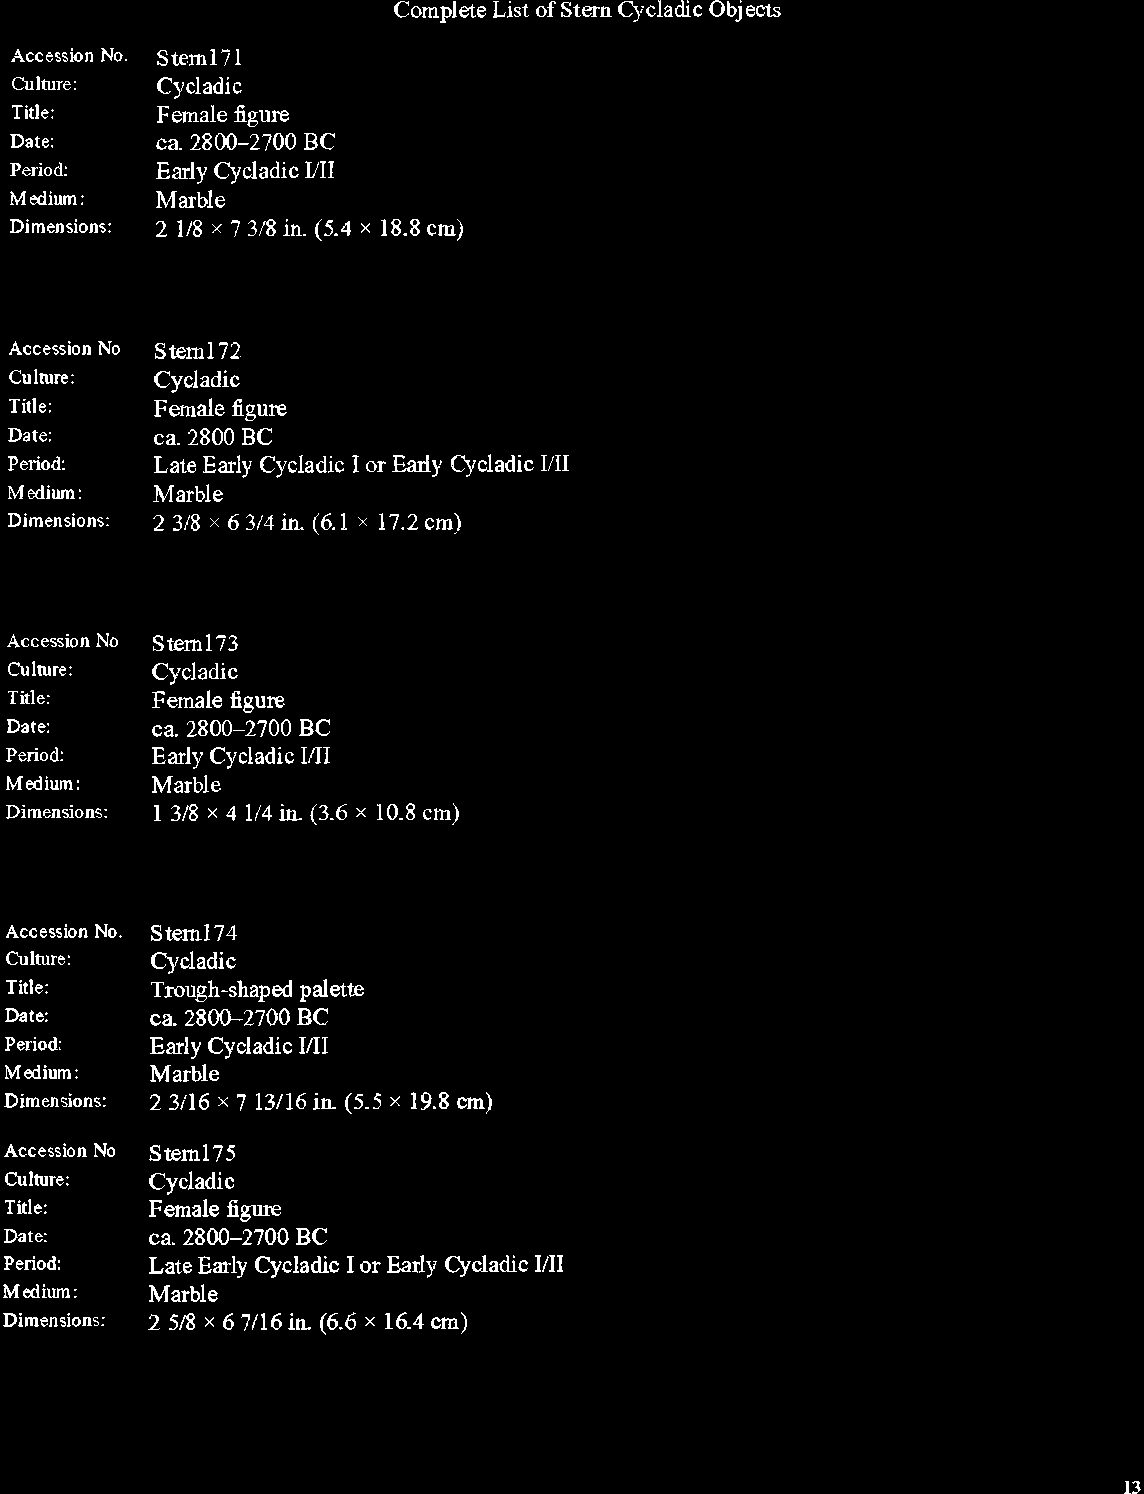 Complete List of Stern Cycladic Objects
Accession No. Stern171
Culture: Cycladic
Title: Female figure
Date: ca. 2800–2700 BC
Period: Early Cycladic I/II
Medium: Marble
Dimensions: 2 1/8 × 7 3/8 in. (5.4 × 18.8 cm)
Accession No Stern172
Culture: Cycladic
Title: Female figure
Date: ca. 2800 BC
Period: Late Early Cycladic I or Early Cycladic I/II
Medium: Marble
Dimensions: 2 3/8 × 6 3/4 in. (6.1 × 17.2 cm)
Accession No Stern173
Culture: Cycladic
Title: Female figure
Date: ca. 2800–2700 BC
Period: Early Cycladic I/II
Medium: Marble
Dimensions: 1 3/8 × 4 1/4 in. (3.6 × 10.8 cm)
Accession No. Stern174
Culture: Cycladic
Title: Trough-shaped palette
Date: ca. 2800–2700 BC
Period: Early Cycladic I/II
Medium: Marble
Dimensions: 2 3/16 × 7 13/16 in. (5.5 × 19.8 cm)
Accession No Stern175
Culture: Cycladic
Title: Female figure
Date: ca. 2800–2700 BC
Period: Late Early Cycladic I or Early Cycladic I/II
Medium: Marble
Dimensions: 2 5/8 × 6 7/16 in. (6.6 × 16.4 cm)
13